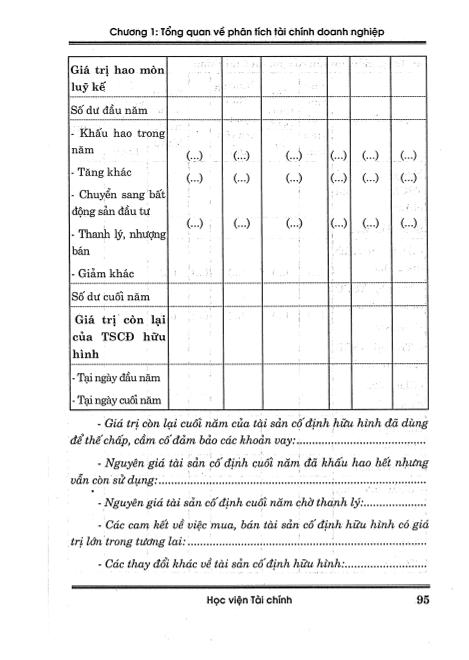 Chương 1: Tổng quan về phân tích tài chính doanh nghiệp
Giá trị hao mòn
luỹ kế
Số dư đầu năm
- Khấu hao trong
năm
(...) (...) (...) (...) (...) (...)
- Tăng khác
(...) (...) (...) (...) (...) (...)
- Chuyển sang bất
động sản đầu tư
(...) (...) (...) (...) (...) (...)
- Thanh lý, nhượng
bán
- Giảm khác
Số dư cuối năm
Giá trị còn lại
của TSCĐ hữu
hình
- Tại ngày đầu năm
- Tại ngày cuối năm
- Giá trị còn lại cuối năm của tài sản cố định hữu hình đã dùng
để thế chấp, cầm cố đảm bảo các khoản vay:................................
- Nguyên giá tài sản cố định cuối năm đã khấu hao hết nhưng
vẫn còn sử dụng:................................................................
- Nguyên giá tài sản cố định cuối năm chờ thanh lý:................
- Các cam kết về việc mua, bán tài sản cố định hữu hình có giá
trị lớn trong tương lai:................................................................
- Các thay đổi khác về tài sản cố định hữu hình:.....................
Học viện Tài chính 95